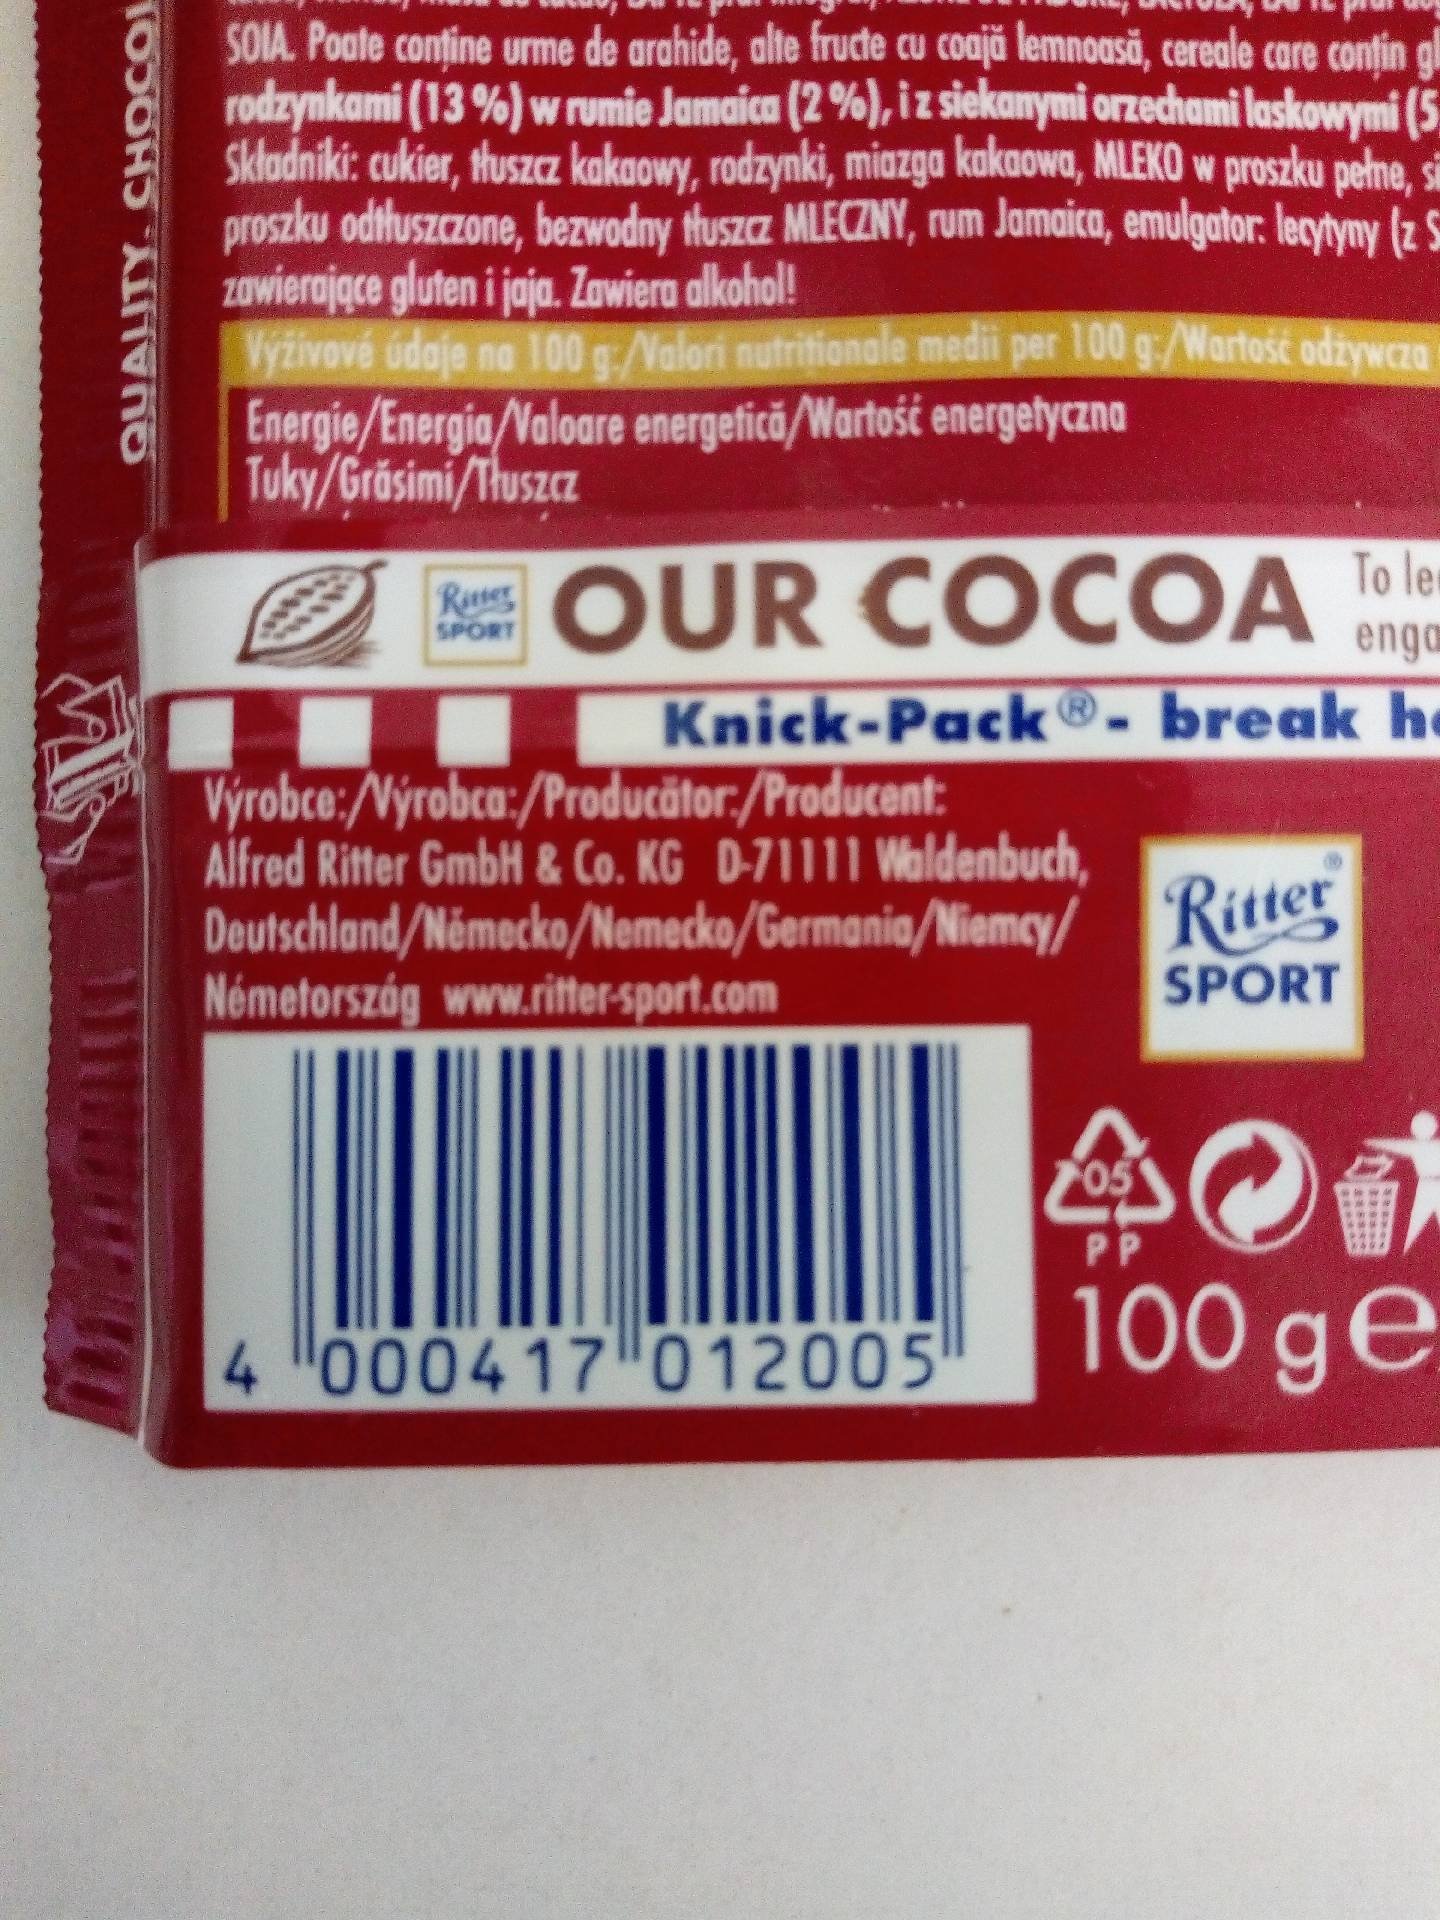 SOIA. Poate conține urme de arahide, alte fructe cu coajă lemnoasă, cereale care conțin
rodzynkami (13 %) w rumie Jamaica (2 %), i z siekanymi orzechami laskowymi (5
Składniki: cukier, tłuszcz kakaowy, rodzynki, miazga kakaowa, MLEKO w proszku pełne,
proszku odtłuszczone, bezwodny tłuszcz MLECZNY, rum Jamaica, emulgator: lecytyny (z
zawierające gluten i jaja. Zawiera alkohol!
Výživové údaje na 100 g:/Valori nutriționale medii per 100 g:/Wartość odżywcza
Energie/Energia/Valoare energetică/Wartość energetyczna
Tuky/Grăsimi/Tłuszcz
QUALITY. CHOCO
Ritter SPORT OUR COCOA
To
Knick-Pack®- break
Výrobce:/Výrobca:/Producător:/Producent:
Alfred Ritter GmbH & Co. KG D-71111 Waldenbuch,
Deutschland/Německo/Nemecko/Germania/Niemcy/
Németország www.ritter-sport.com
Ritter®
SPORT
05
PP
100 g e
4 000417 012005